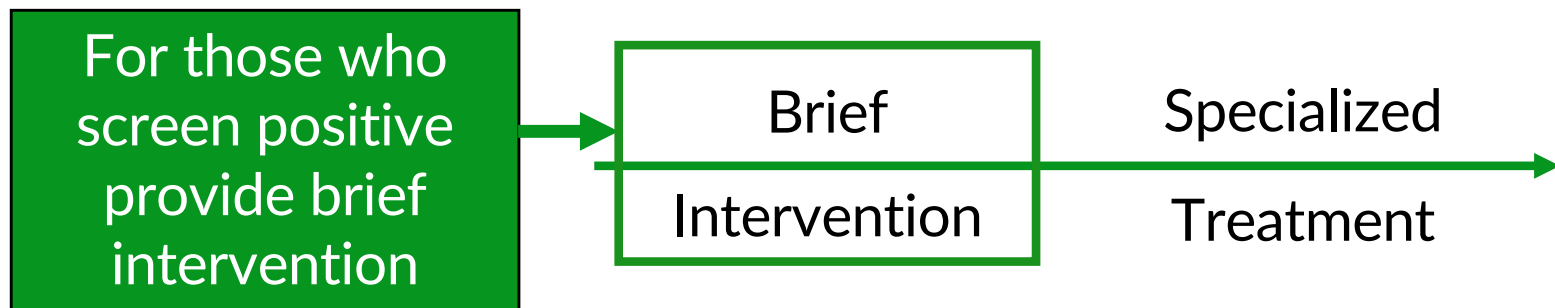 For those who
screen positive
provide brief
intervention
Brief
Intervention
Specialized
Treatment